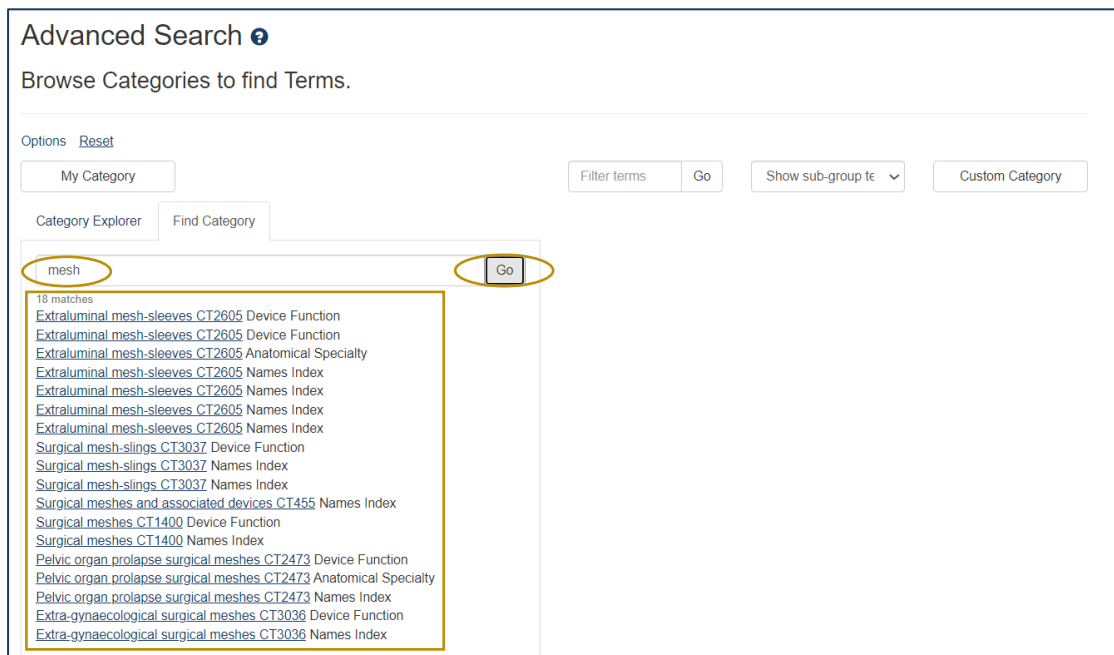 Advanced Search ?
Browse Categories to find Terms.
Options Reset
My Category Filter terms Go Show sub-group te Custom Category
Category Explorer Find Category
mesh Go
18 matches
Extraluminal mesh-sleeves CT2605 Device Function
Extraluminal mesh-sleeves CT2605 Device Function
Extraluminal mesh-sleeves CT2605 Anatomical Specialty
Extraluminal mesh-sleeves CT2605 Names Index
Extraluminal mesh-sleeves CT2605 Names Index
Extraluminal mesh-sleeves CT2605 Names Index
Extraluminal mesh-sleeves CT2605 Names Index
Surgical mesh-slings CT3037 Device Function
Surgical mesh-slings CT3037 Names Index
Surgical mesh-slings CT3037 Names Index
Surgical meshes and associated devices CT455 Names Index
Surgical meshes CT1400 Device Function
Surgical meshes CT1400 Names Index
Pelvic organ prolapse surgical meshes CT2473 Device Function
Pelvic organ prolapse surgical meshes CT2473 Anatomical Specialty
Pelvic organ prolapse surgical meshes CT2473 Names Index
Extra-gynaecological surgical meshes CT3036 Device Function
Extra-gynaecological surgical meshes CT3036 Names Index